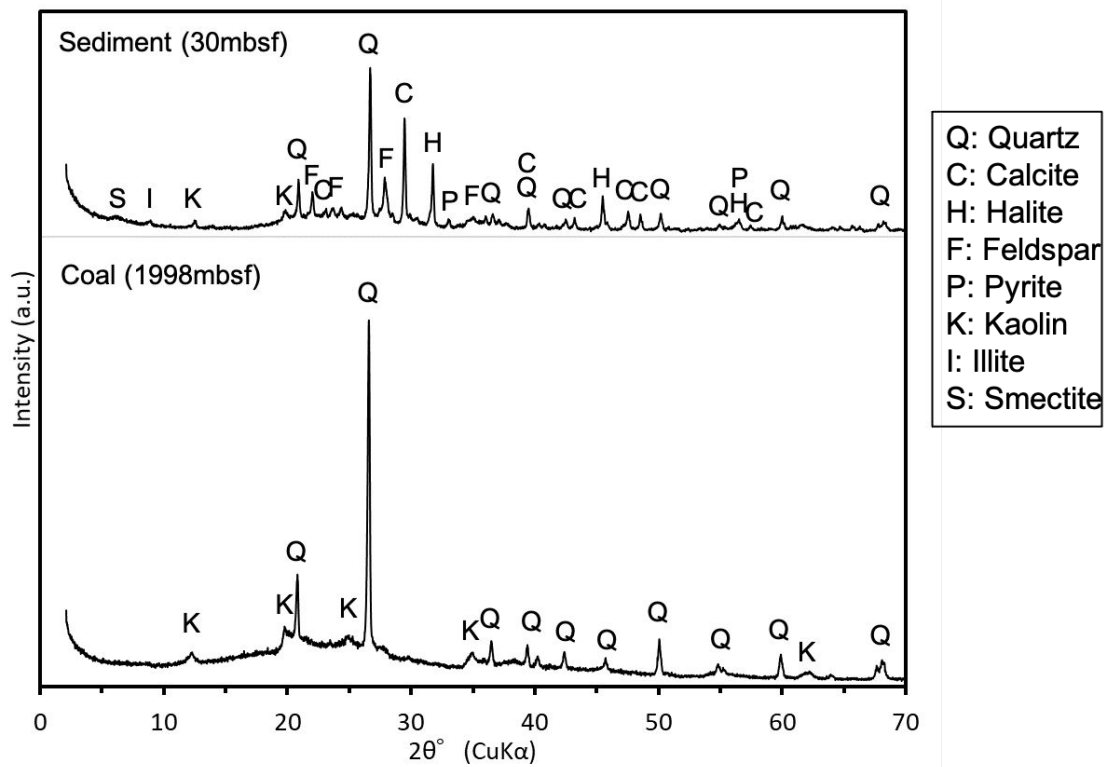 Sediment (30mbsf)
Q
C
Q
F
F
H
S
I
K
K
C
F
P
F
Q
C
Q
Q
C
H
C
C
Q
Q
P
H
C
Q
Q
Q: Quartz
C: Calcite
H: Halite
F: Feldspar
P: Pyrite
K: Kaolin
I: Illite
S: Smectite
Coal (1998mbsf)
Q
Q
K
K
K
K
Q
Q
Q
Q
Q
Q
Q
K
Q
Intensity (a.u.)
0 10 20 30 40 50 60 70
2θ° (CuKα)